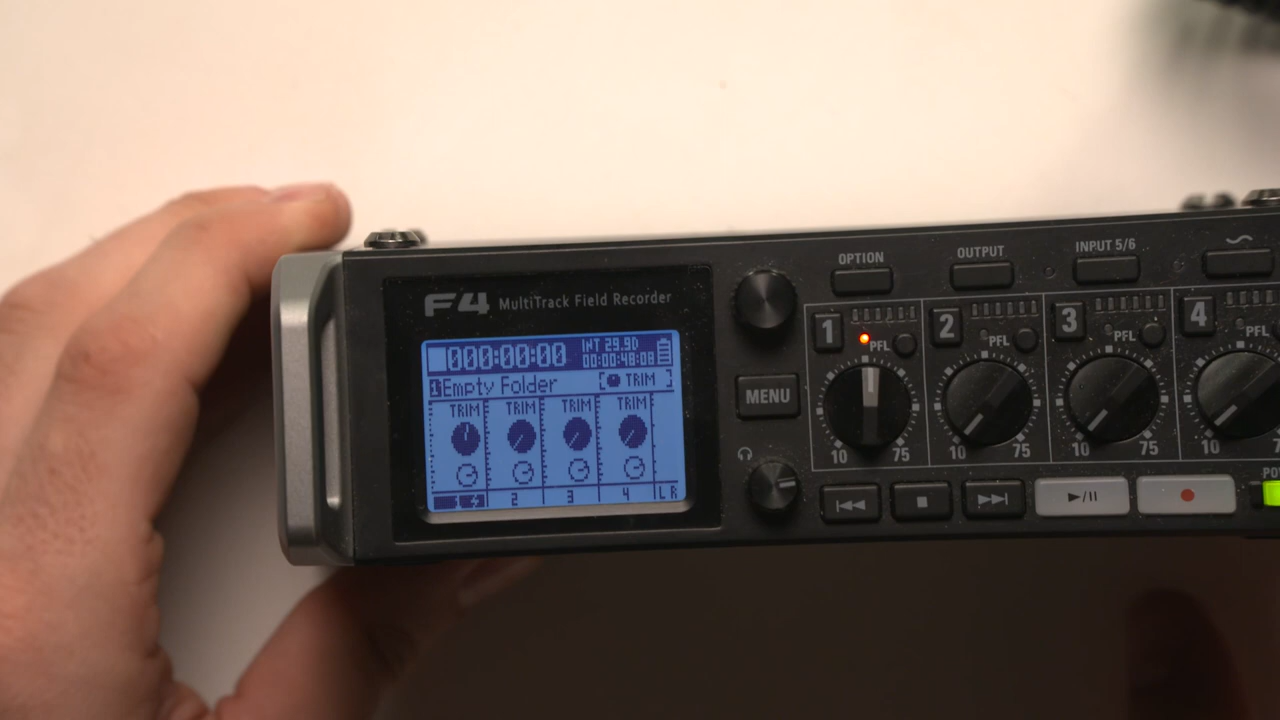 F4 MultiTrack Field Recorder
000:00:00
INT 29.9D
00:00:48:08
1 Empty Folder
TRIM
TRIM TRIM TRIM TRIM
2 3 4 L R
MENU
OPTION OUTPUT INPUT 5/6
1 2 3 4
PFL PFL PFL PFL
10 75 10 75 10 75 10
PO